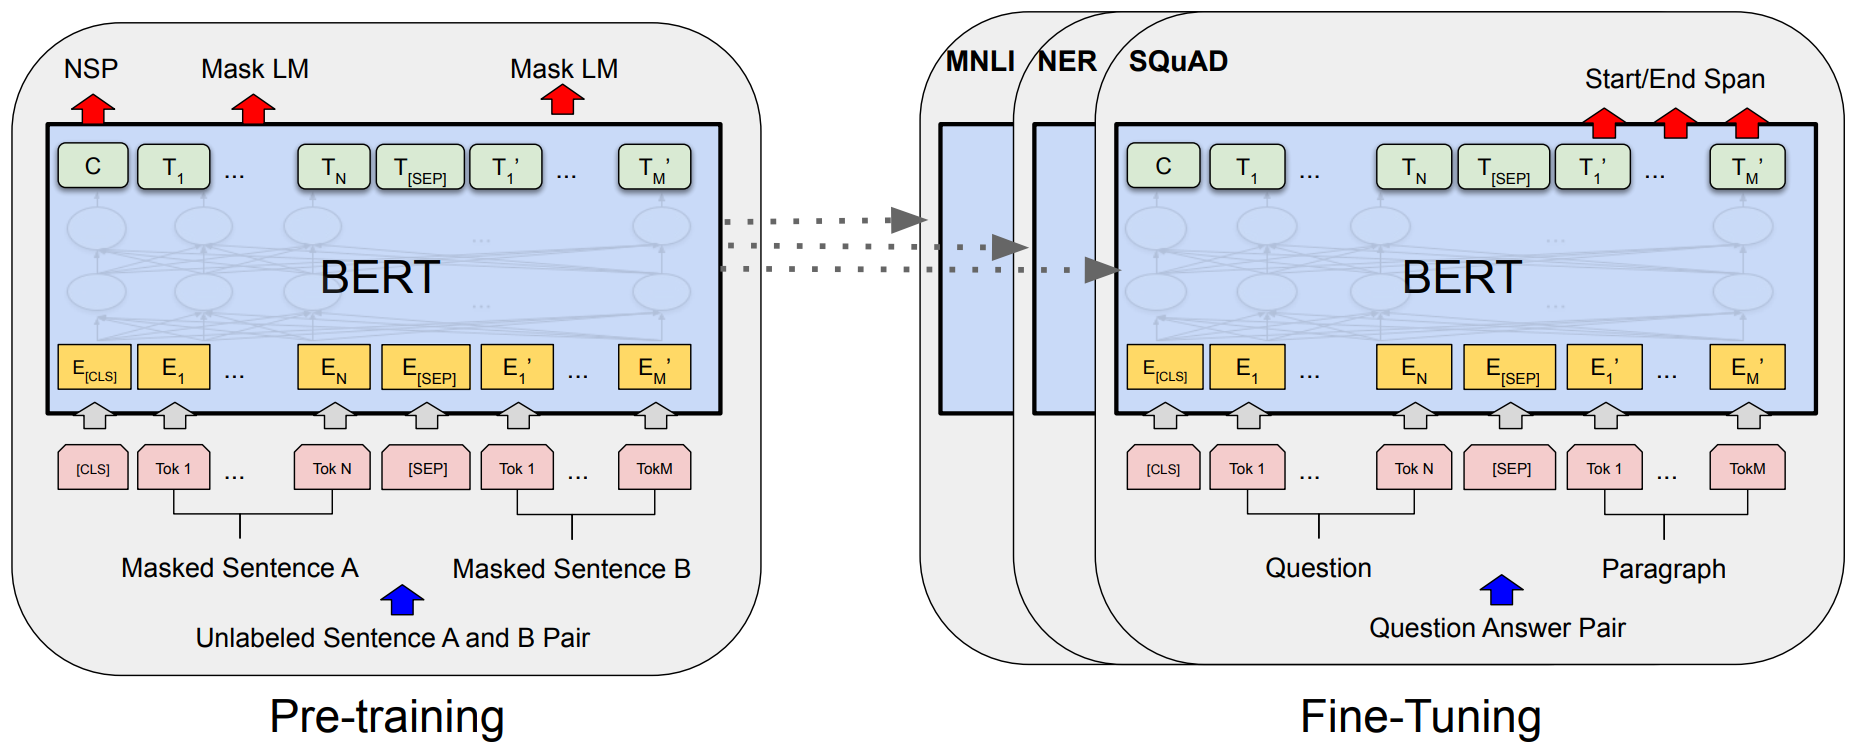 NSP Mask LM Mask LM
C T1 ... TN T[SEP] T1’ ... TM’
...
BERT
...
E[CLS] E1 ... EN E[SEP] E1’ ... EM’
[CLS] Tok 1 ... Tok N [SEP] Tok 1 ... TokM
Masked Sentence A Masked Sentence B
Unlabeled Sentence A and B Pair
Pre-training
MNLI NER SQuAD
Start/End Span
C T1 ... TN T[SEP] T1’ ... TM’
...
BERT
...
E[CLS] E1 ... EN E[SEP] E1’ ... EM’
[CLS] Tok 1 ... Tok N [SEP] Tok 1 ... TokM
Question Paragraph
Question Answer Pair
Fine-Tuning